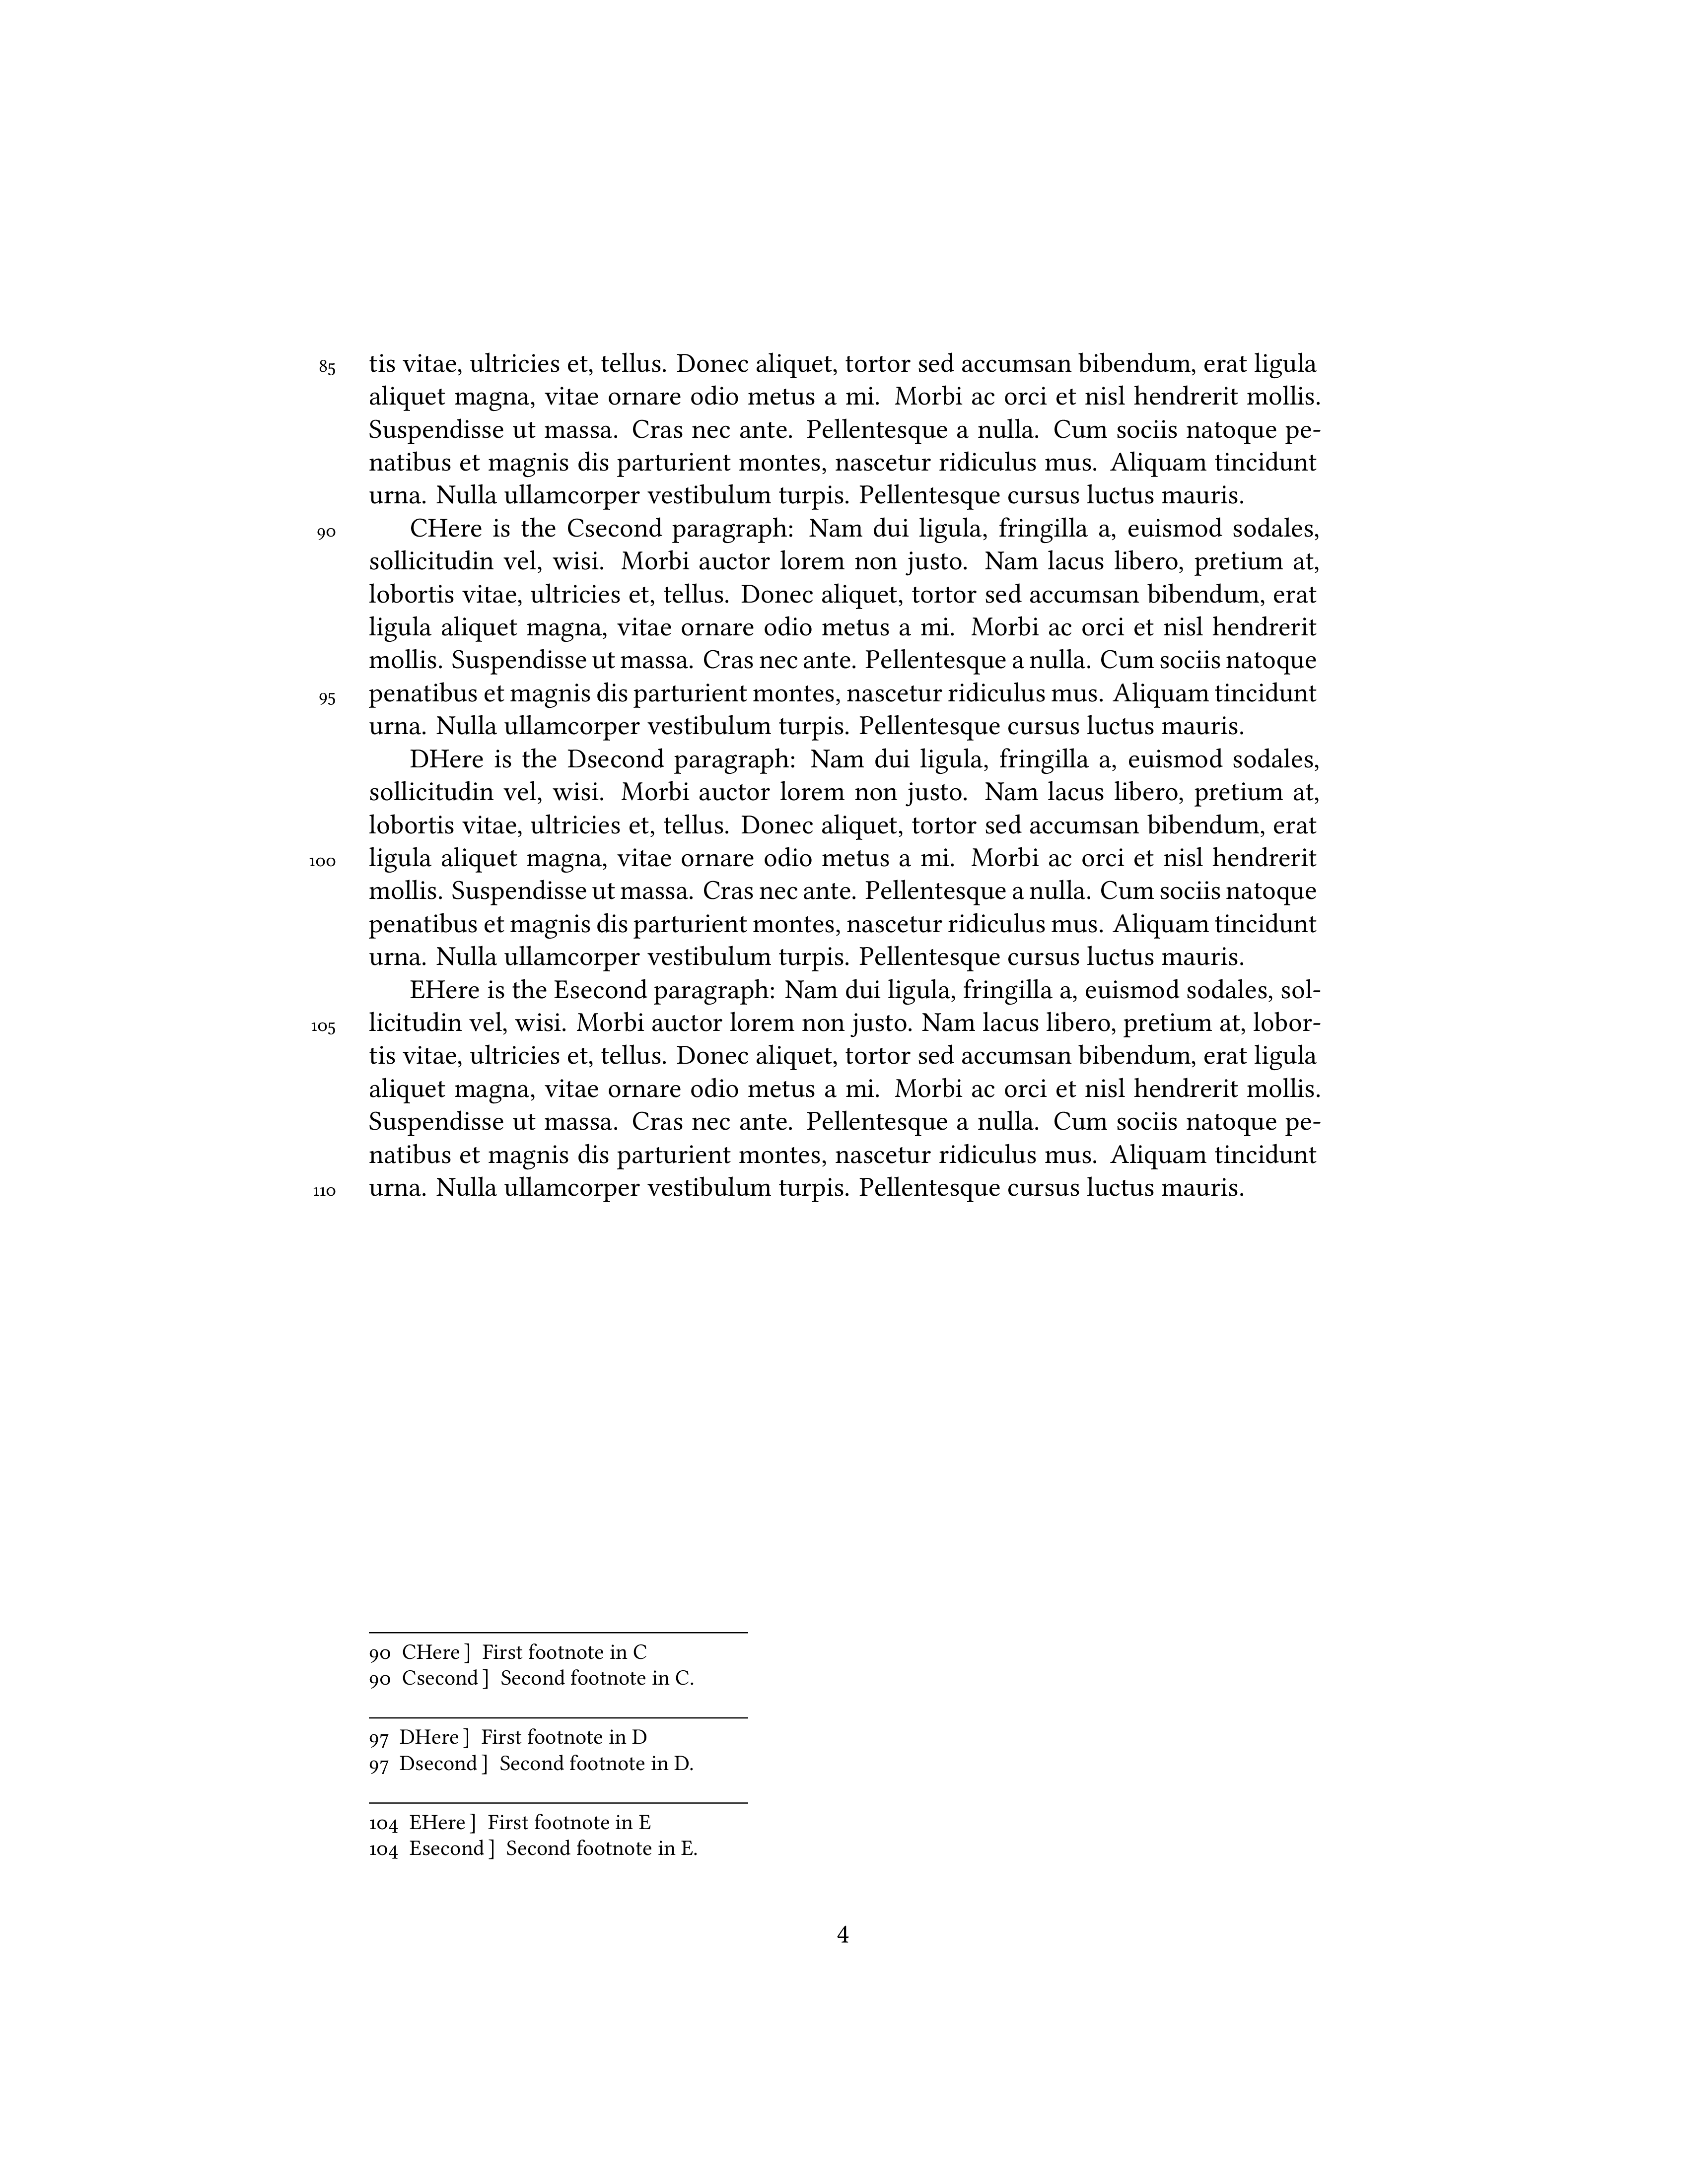 85 tis vitae, ultricies et, tellus. Donec aliquet, tortor sed accumsan bibendum, erat ligula
aliquet magna, vitae ornare odio metus a mi. Morbi ac orci et nisl hendrerit mollis.
Suspendisse ut massa. Cras nec ante. Pellentesque a nulla. Cum sociis natoque pe-
natibus et magnis dis parturient montes, nascetur ridiculus mus. Aliquam tincidunt
urna. Nulla ullamcorper vestibulum turpis. Pellentesque cursus luctus mauris.
90 CHere is the Csecond paragraph: Nam dui ligula, fringilla a, euismod sodales,
sollicitudin vel, wisi. Morbi auctor lorem non justo. Nam lacus libero, pretium at,
lobortis vitae, ultricies et, tellus. Donec aliquet, tortor sed accumsan bibendum, erat
ligula aliquet magna, vitae ornare odio metus a mi. Morbi ac orci et nisl hendrerit
mollis. Suspendisse ut massa. Cras nec ante. Pellentesque a nulla. Cum sociis natoque
95 penatibus et magnis dis parturient montes, nascetur ridiculus mus. Aliquam tincidunt
urna. Nulla ullamcorper vestibulum turpis. Pellentesque cursus luctus mauris.
DHere is the Dsecond paragraph: Nam dui ligula, fringilla a, euismod sodales,
sollicitudin vel, wisi. Morbi auctor lorem non justo. Nam lacus libero, pretium at,
lobortis vitae, ultricies et, tellus. Donec aliquet, tortor sed accumsan bibendum, erat
100 ligula aliquet magna, vitae ornare odio metus a mi. Morbi ac orci et nisl hendrerit
mollis. Suspendisse ut massa. Cras nec ante. Pellentesque a nulla. Cum sociis natoque
penatibus et magnis dis parturient montes, nascetur ridiculus mus. Aliquam tincidunt
urna. Nulla ullamcorper vestibulum turpis. Pellentesque cursus luctus mauris.
EHere is the Esecond paragraph: Nam dui ligula, fringilla a, euismod sodales, sol-
105 licitudin vel, wisi. Morbi auctor lorem non justo. Nam lacus libero, pretium at, lobor-
tis vitae, ultricies et, tellus. Donec aliquet, tortor sed accumsan bibendum, erat ligula
aliquet magna, vitae ornare odio metus a mi. Morbi ac orci et nisl hendrerit mollis.
Suspendisse ut massa. Cras nec ante. Pellentesque a nulla. Cum sociis natoque pe-
natibus et magnis dis parturient montes, nascetur ridiculus mus. Aliquam tincidunt
110 urna. Nulla ullamcorper vestibulum turpis. Pellentesque cursus luctus mauris.
90 CHere] First footnote in C
90 Csecond] Second footnote in C.
97 DHere] First footnote in D
97 Dsecond] Second footnote in D.
104 EHere] First footnote in E
104 Esecond] Second footnote in E.
4